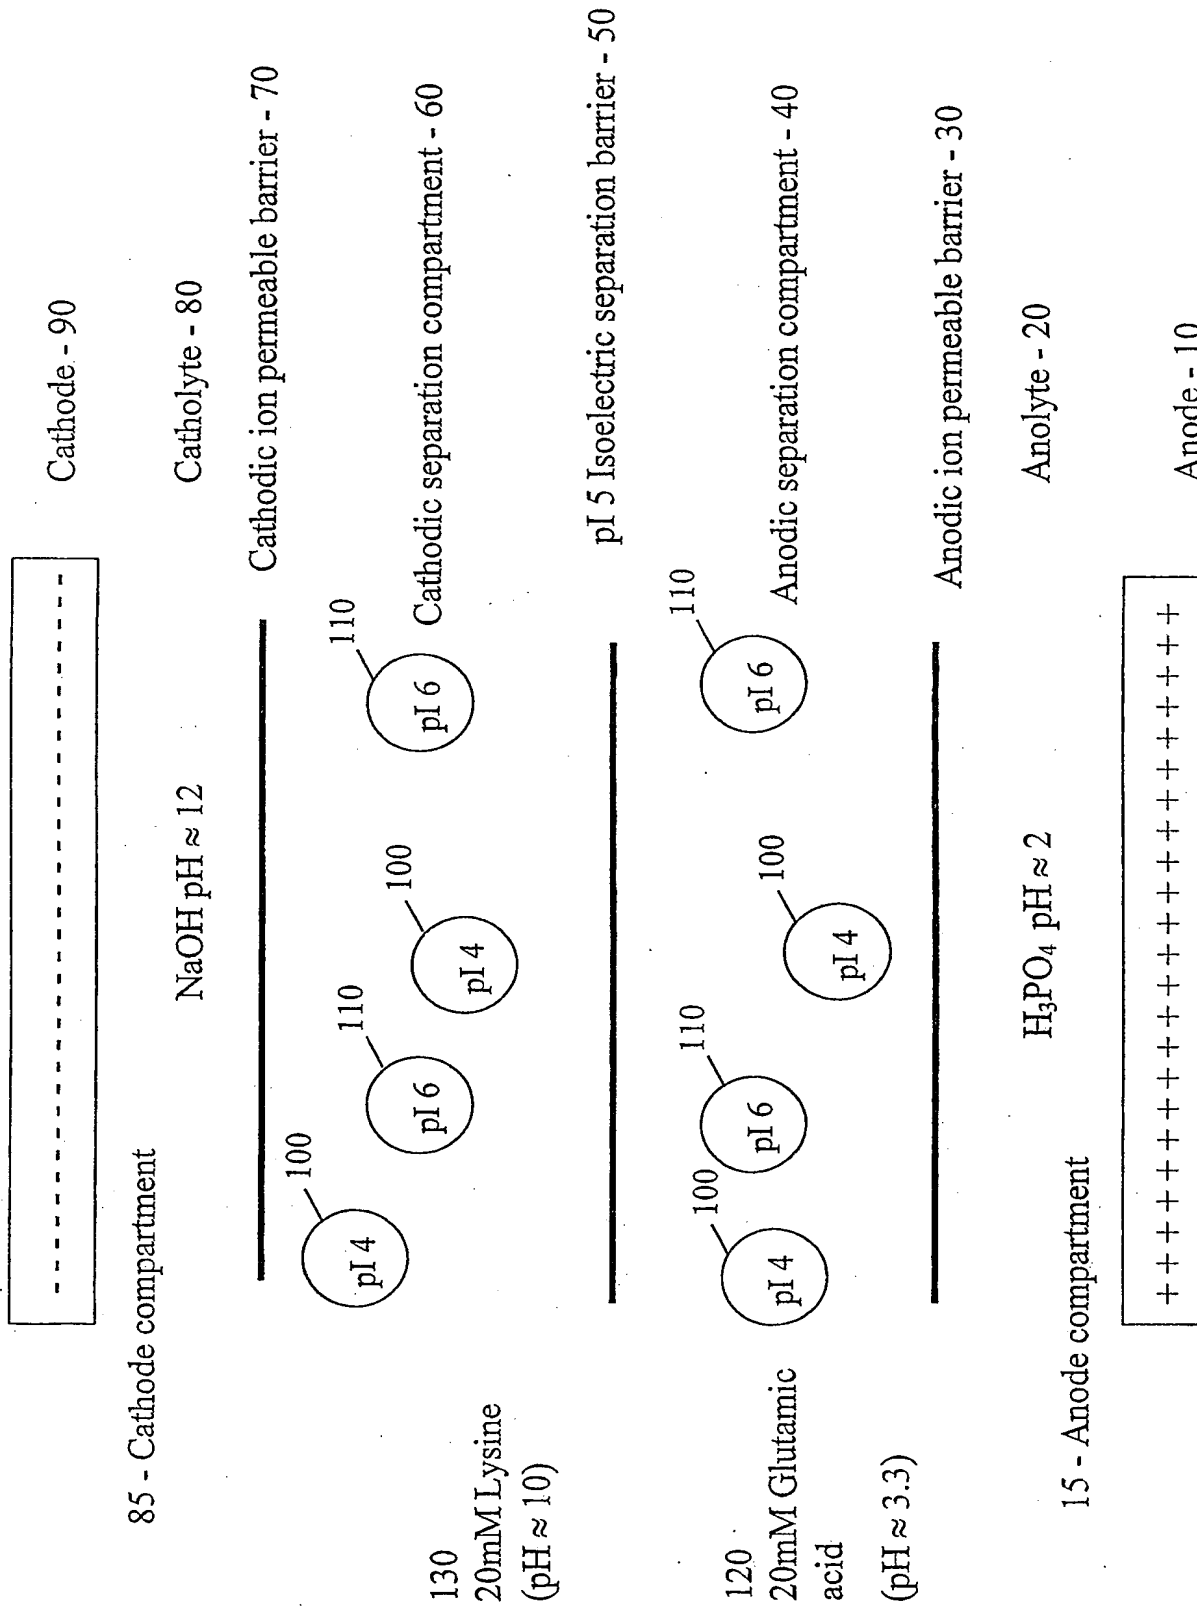 Cathode - 90
85 - Cathode compartment
NaOH pH ≈ 12
Catholyte - 80
Cathodic ion permeable barrier - 70
130
20mM Lysine
(pH ≈ 10)
100
pI 4
110
pI 6
100
pI 4
110
pI 6
Cathodic separation compartment - 60
pI 5 Isoelectric separation barrier - 50
120
20mM Glutamic
acid
(pH ≈ 3.3)
100
pI 4
110
pI 6
100
pI 4
110
pI 6
Anodic separation compartment - 40
Anodic ion permeable barrier - 30
15 - Anode compartment
H₃PO₄ pH ≈ 2
Anolyte - 20
+ + + + + + + + + + + + + + + + + + + + + + +
Anode - 10